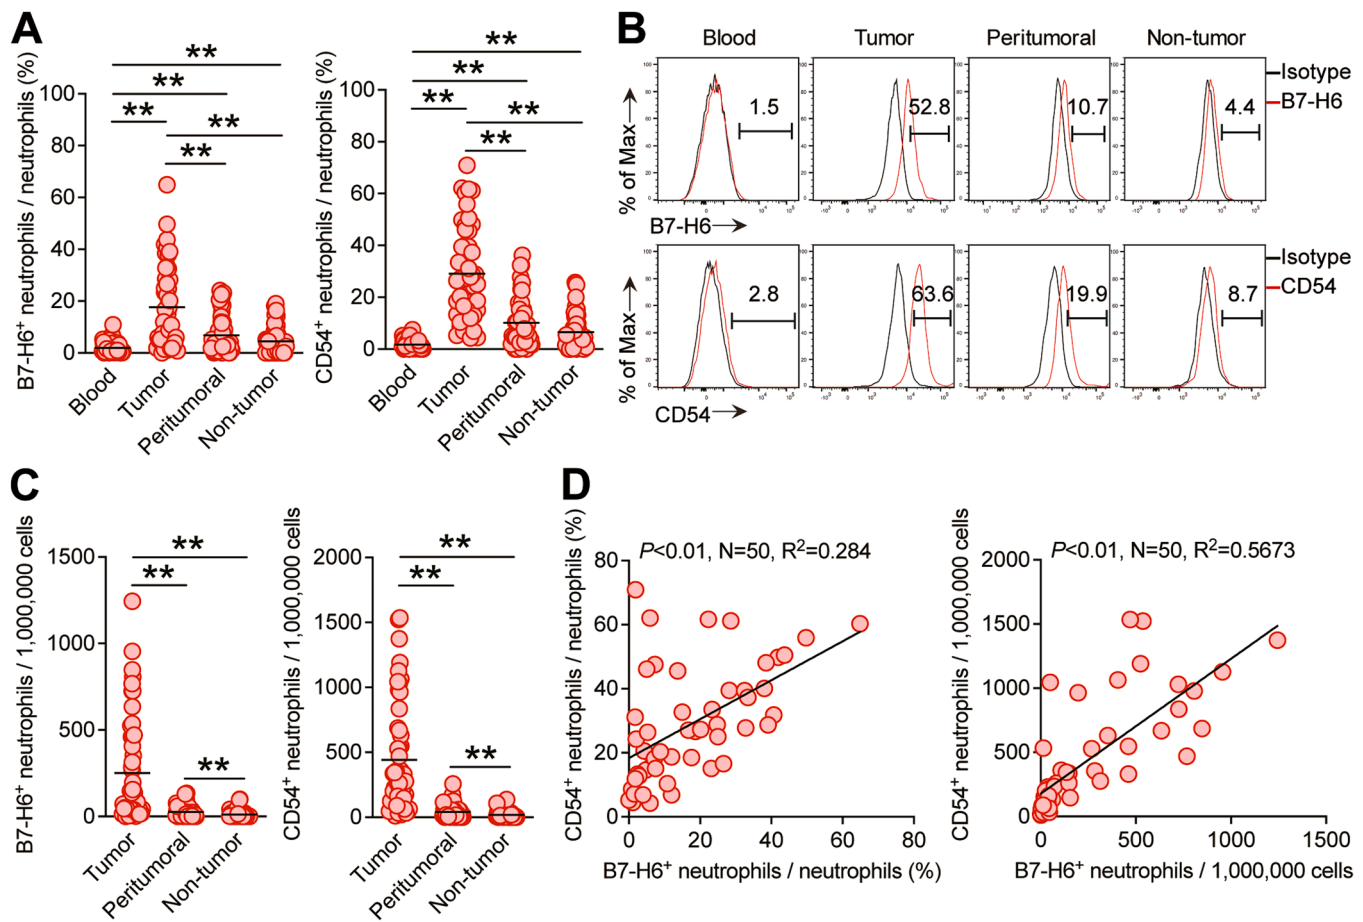 A
B7-H6+ neutrophils / neutrophils (%)
100
80
60
40
20
0
**
**
**
**
**
Blood
Tumor
Peritumoral
Non-tumor
CD54+ neutrophils / neutrophils (%)
100
80
60
40
20
0
**
**
**
**
**
Blood
Tumor
Peritumoral
Non-tumor
B
Blood
Tumor
Peritumoral
Non-tumor
% of Max
1.5
52.8
10.7
4.4
Isotype
B7-H6
B7-H6
% of Max
2.8
63.6
19.9
8.7
Isotype
CD54
CD54
C
B7-H6+ neutrophils / 1,000,000 cells
1500
1000
500
0
**
**
**
Tumor
Peritumoral
Non-tumor
CD54+ neutrophils / 1,000,000 cells
2000
1500
1000
500
0
**
**
**
Tumor
Peritumoral
Non-tumor
D
CD54+ neutrophils / neutrophils (%)
P<0.01, N=50, R²=0.284
80
60
40
20
0
0 20 40 60 80
B7-H6+ neutrophils / neutrophils (%)
CD54+ neutrophils / 1,000,000 cells
P<0.01, N=50, R²=0.5673
2000
1500
1000
500
0
0 500 1000 1500
B7-H6+ neutrophils / 1,000,000 cells